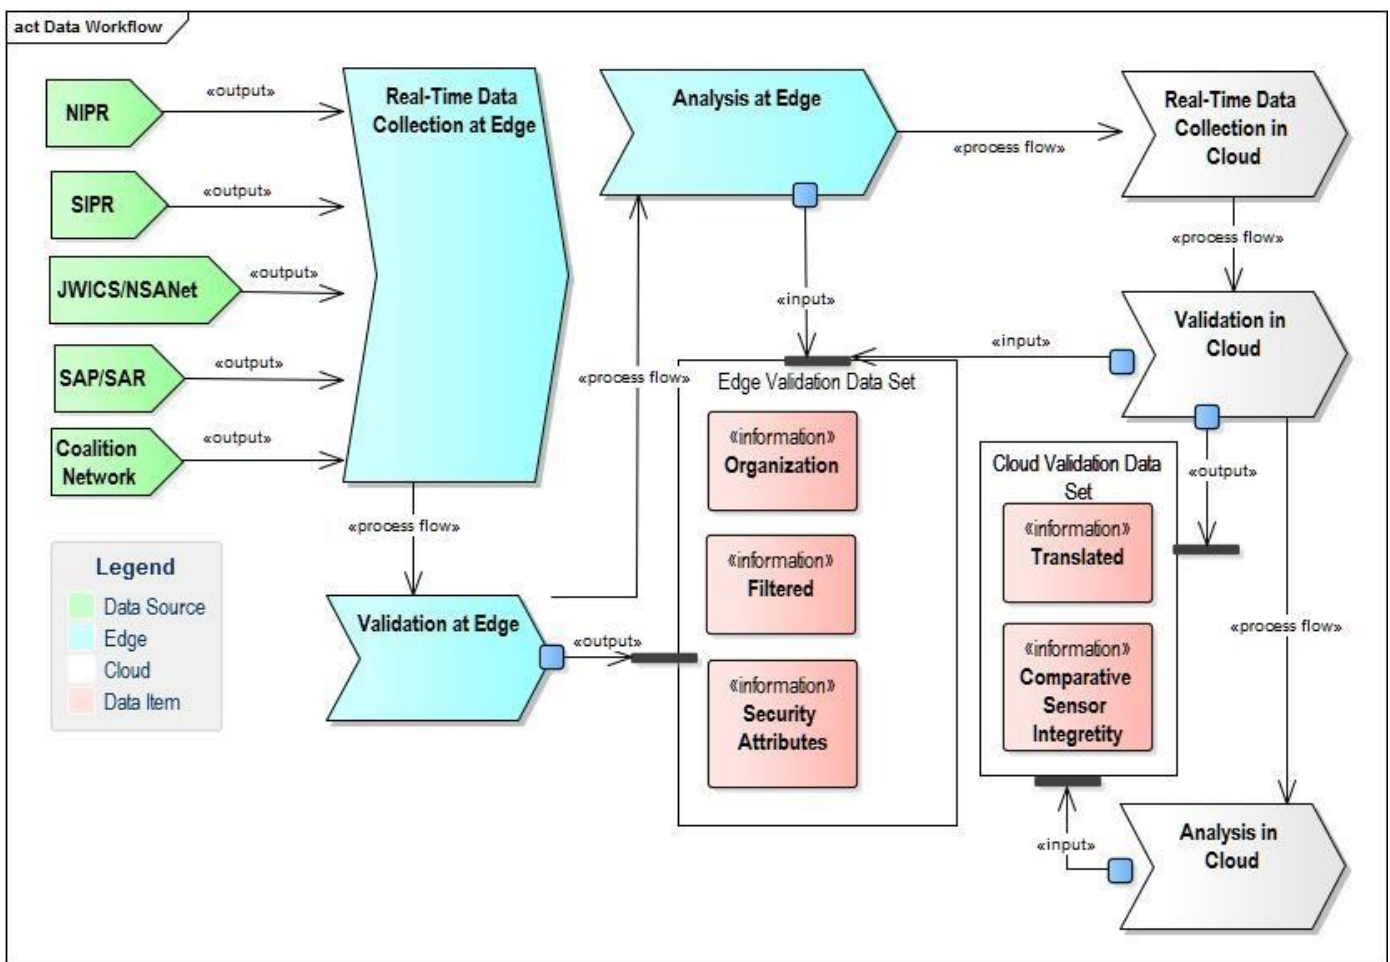 act Data Workflow
NIPR
«output»
SIPR
«output»
JWICS/NSANet
«output»
SAP/SAR
«output»
Coalition
Network
«output»
Real-Time Data
Collection at Edge
«process flow»
Validation at Edge
«output»
«process flow»
Analysis at Edge
«input»
«process flow»
Real-Time Data
Collection in
Cloud
«process flow»
Validation in
Cloud
«input»
«output»
«process flow»
Edge Validation Data Set
«information»
Organization
«information»
Filtered
«information»
Security
Attributes
Cloud Validation Data
Set
«information»
Translated
«information»
Comparative
Sensor
Integretity
«input»
Analysis in
Cloud
Legend
Data Source
Edge
Cloud
Data Item